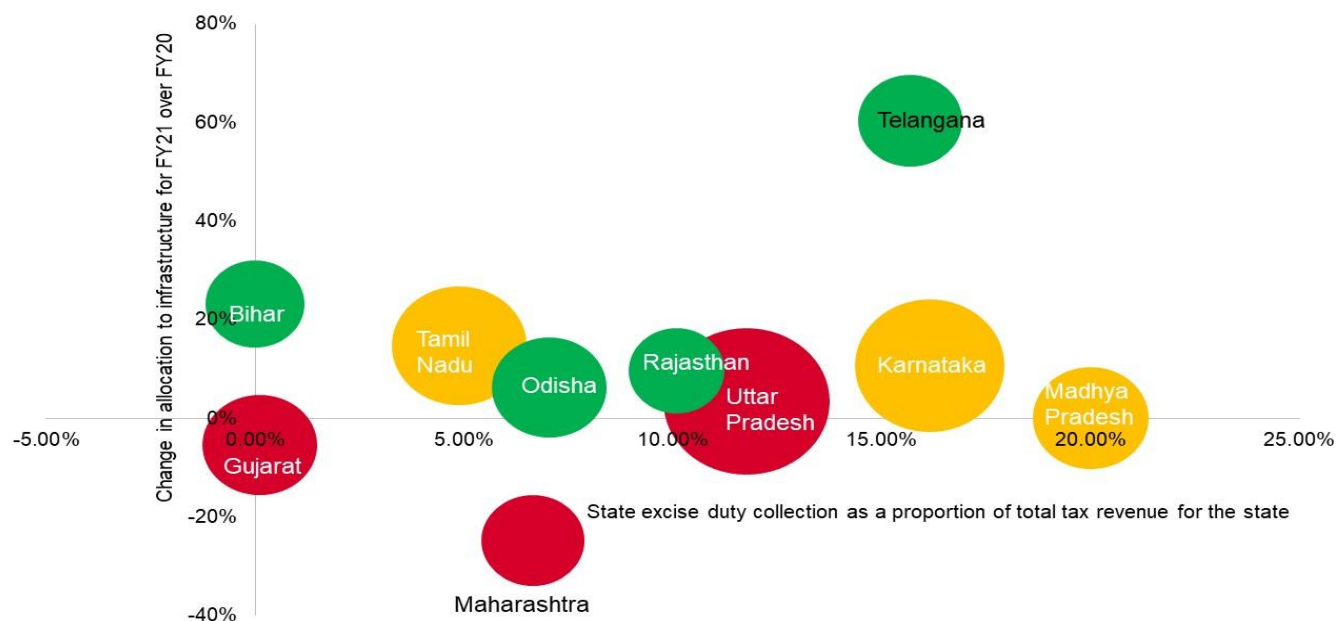 Change in allocation to infrastructure for FY21 over FY20
80%
60%
40%
20%
0%
-20%
-40%
-5.00%
0.00%
5.00%
10.00%
15.00%
20.00%
25.00%
Telangana
Bihar
Tamil
Nadu
Odisha
Rajasthan
Uttar
Pradesh
Karnataka
Madhya
Pradesh
Gujarat
Maharashtra
State excise duty collection as a proportion of total tax revenue for the state